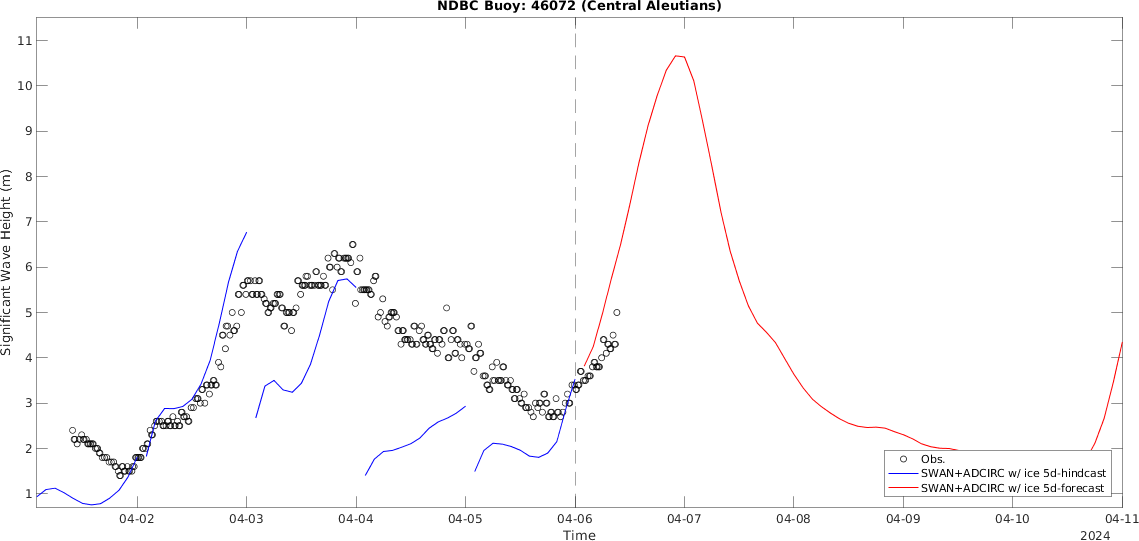 NDBC Buoy: 46072 (Central Aleutians)
11
10
9
8
7
6
5
4
3
2
1
Significant Wave Height (m)
Obs.
SWAN+ADCIRC w/ ice 5d-hindcast
SWAN+ADCIRC w/ ice 5d-forecast
04-02 04-03 04-04 04-05 04-06 04-07 04-08 04-09 04-10 04-11
Time
2024